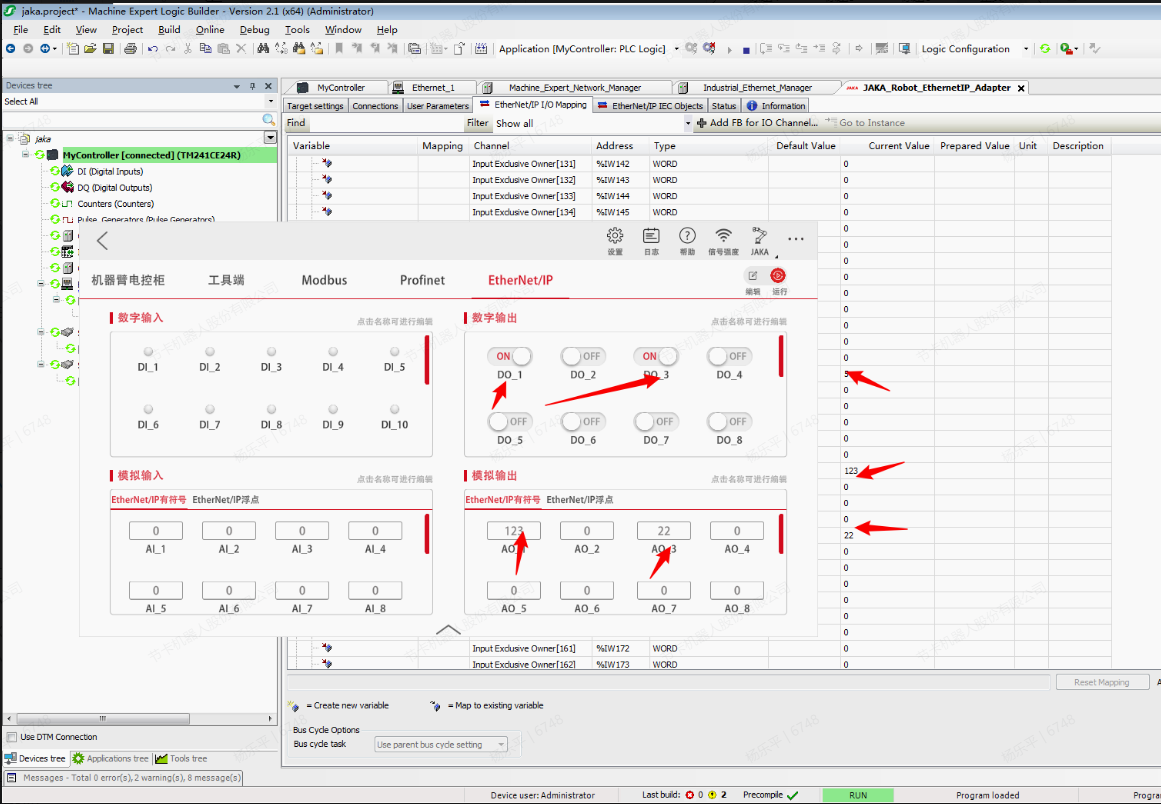 jaka.project* - Machine Expert Logic Builder - Version 2.1 (x64) (Administrator)
File Edit View Project Build Online Debug Tools Window Help
Application [MyController: PLC Logic] Logic Configuration
Devices tree
Select All
MyController Ethernet_1 Machine_Expert_Network_Manager Industrial_Ethernet_Manager JAKA_Robot_EthernetIP_Adapter
Target settings Connections User Parameters EtherNet/IP I/O Mapping EtherNet/IP IEC Objects Status Information
Find Filter Show all Add FB for IO Channel... Go to Instance
Variable Mapping Channel Address Type Default Value Current Value Prepared Value Unit Description
Input Exclusive Owner[131] %IW142 WORD 0
Input Exclusive Owner[132] %IW143 WORD 0
Input Exclusive Owner[133] %IW144 WORD 0
Input Exclusive Owner[134] %IW145 WORD 0
jaka
MyController [connected] (TM241CE24R)
DI (Digital Inputs)
DQ (Digital Outputs)
Counters (Counters)
Pulse_Generators (Pulse Generators)
设置 日志 帮助 信号强度 JAKA
机器臂电控柜 工具端 Modbus Profinet EtherNet/IP
编辑 运行
数字输入 点击名称可进行编辑
DI_1 DI_2 DI_3 DI_4 DI_5
DI_6 DI_7 DI_8 DI_9 DI_10
数字输出 点击名称可进行编辑
ON OFF ON OFF
DO_1 DO_2 DO_3 DO_4
OFF OFF OFF OFF
DO_5 DO_6 DO_7 DO_8
模拟输入 点击名称可进行编辑
EtherNet/IP有符号 EtherNet/IP浮点
0 0 0 0
AI_1 AI_2 AI_3 AI_4
0 0 0 0
AI_5 AI_6 AI_7 AI_8
模拟输出 点击名称可进行编辑
EtherNet/IP有符号 EtherNet/IP浮点
123 0 22 0
AO_1 AO_2 AO_3 AO_4
0 0 0 0
AO_5 AO_6 AO_7 AO_8
0
0
0
0
0
0
0
0
0
5
0
0
0
0
0
123
0
0
0
22
0
0
0
0
0
0
Input Exclusive Owner[161] %IW172 WORD 0
Input Exclusive Owner[162] %IW173 WORD 0
Reset Mapping
= Create new variable = Map to existing variable
Bus Cycle Options
Bus cycle task Use parent bus cycle setting
Use DTM Connection
Devices tree Applications tree Tools tree
Messages - Total 0 error(s), 2 warning(s), 8 message(s)
Device user: Administrator Last build: 0 2 Precompile RUN Program loaded